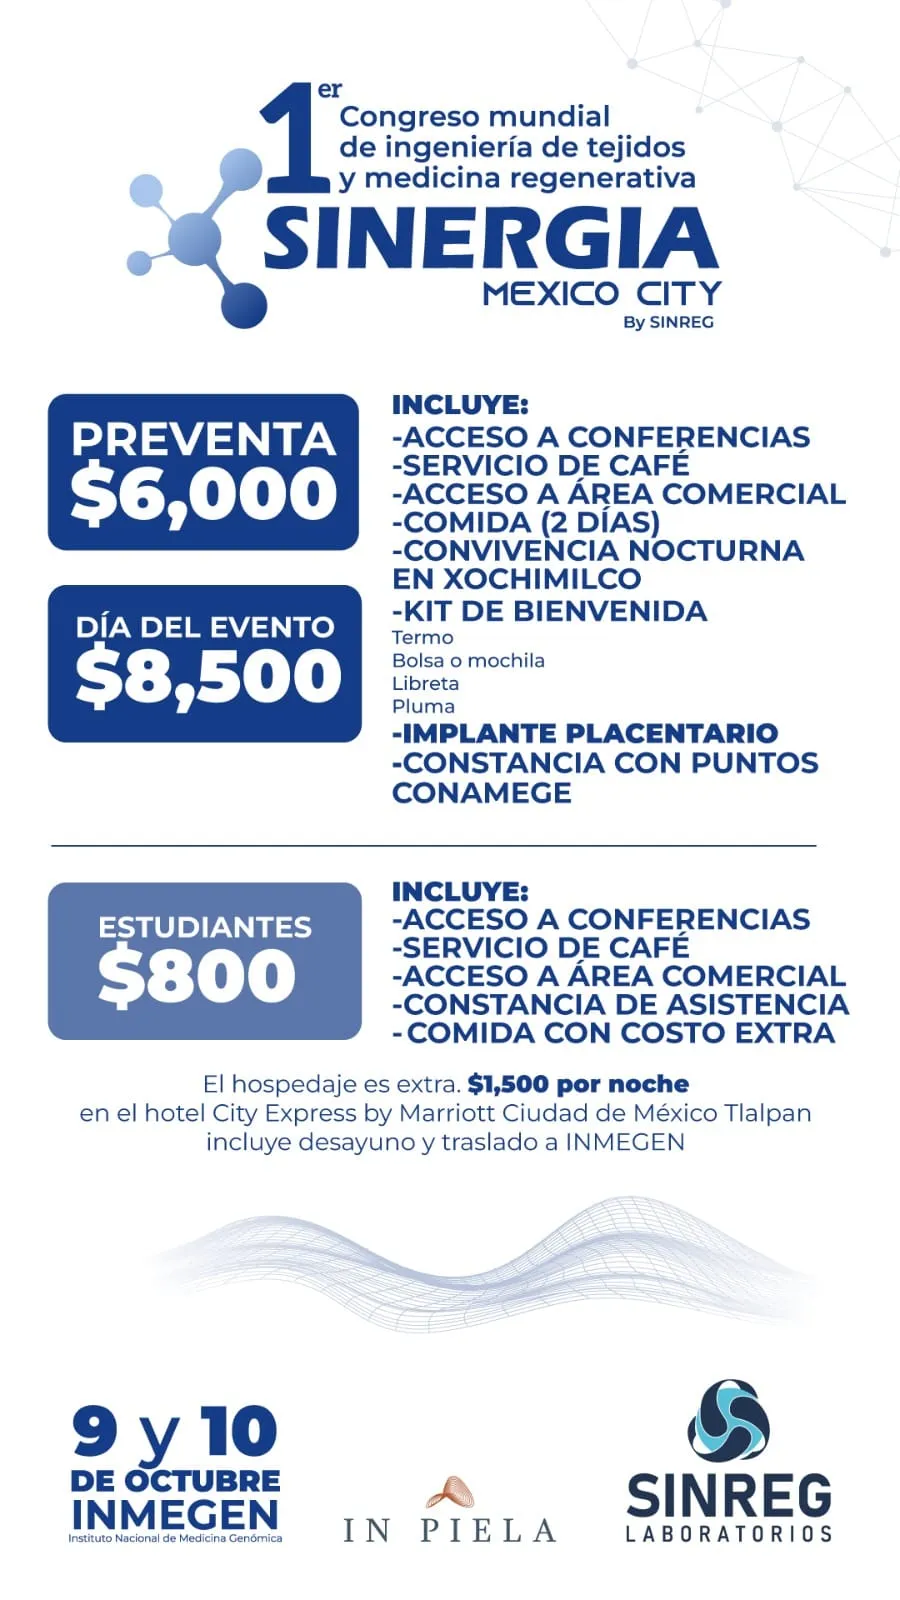 1er
Congreso mundial
de ingeniería de tejidos
y medicina regenerativa
SINERGIA
MEXICO CITY
By SINREG
PREVENTA
$6,000
DÍA DEL EVENTO
$8,500
INCLUYE:
-ACCESO A CONFERENCIAS
-SERVICIO DE CAFÉ
-ACCESO A ÁREA COMERCIAL
-COMIDA (2 DÍAS)
-CONVIVENCIA NOCTURNA
EN XOCHIMILCO
-KIT DE BIENVENIDA
Termo
Bolsa o mochila
Libreta
Pluma
-IMPLANTE PLACENTARIO
-CONSTANCIA CON PUNTOS
CONAMEGE
ESTUDIANTES
$800
INCLUYE:
-ACCESO A CONFERENCIAS
-SERVICIO DE CAFÉ
-ACCESO A ÁREA COMERCIAL
-CONSTANCIA DE ASISTENCIA
- COMIDA CON COSTO EXTRA
El hospedaje es extra. $1,500 por noche
en el hotel City Express by Marriott Ciudad de México Tlalpan
incluye desayuno y traslado a INMEGEN
9 y 10
DE OCTUBRE
INMEGEN
Instituto Nacional de Medicina Genómica
IN PIELA
SINREG
LABORATORIOS